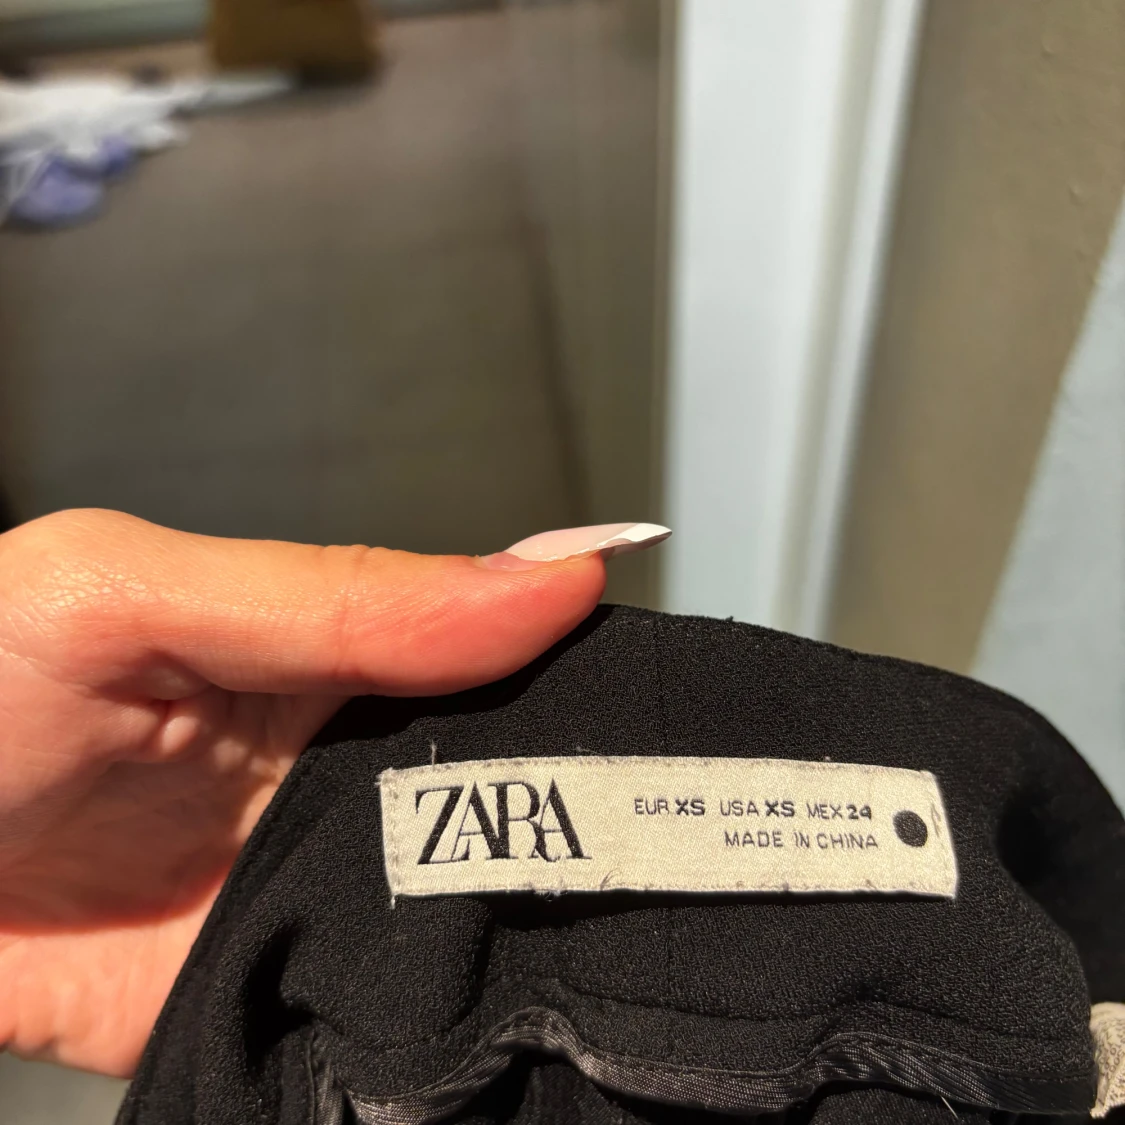 ZARA
EUR XS USA XS MEX 24
MADE IN CHINA